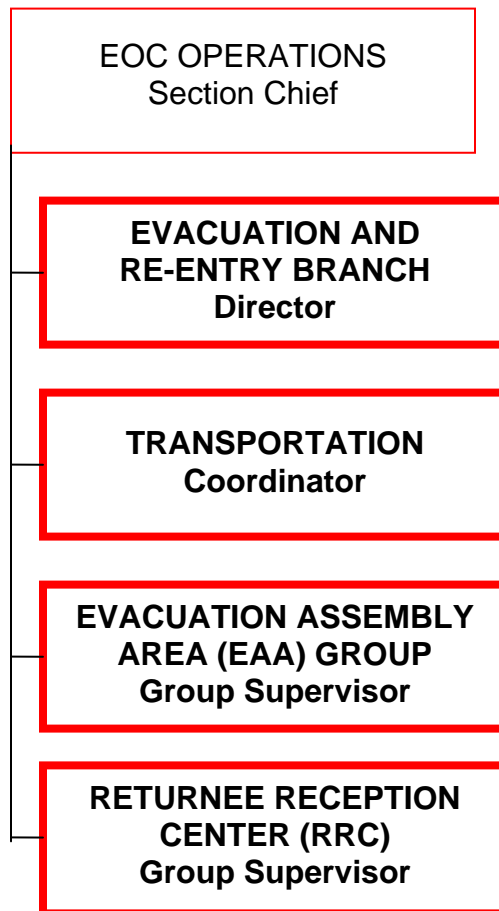 EOC OPERATIONS
Section Chief
EVACUATION AND
RE-ENTRY BRANCH
Director
TRANSPORTATION
Coordinator
EVACUATION ASSEMBLY
AREA (EAA) GROUP
Group Supervisor
RETURNEE RECEPTION
CENTER (RRC)
Group Supervisor